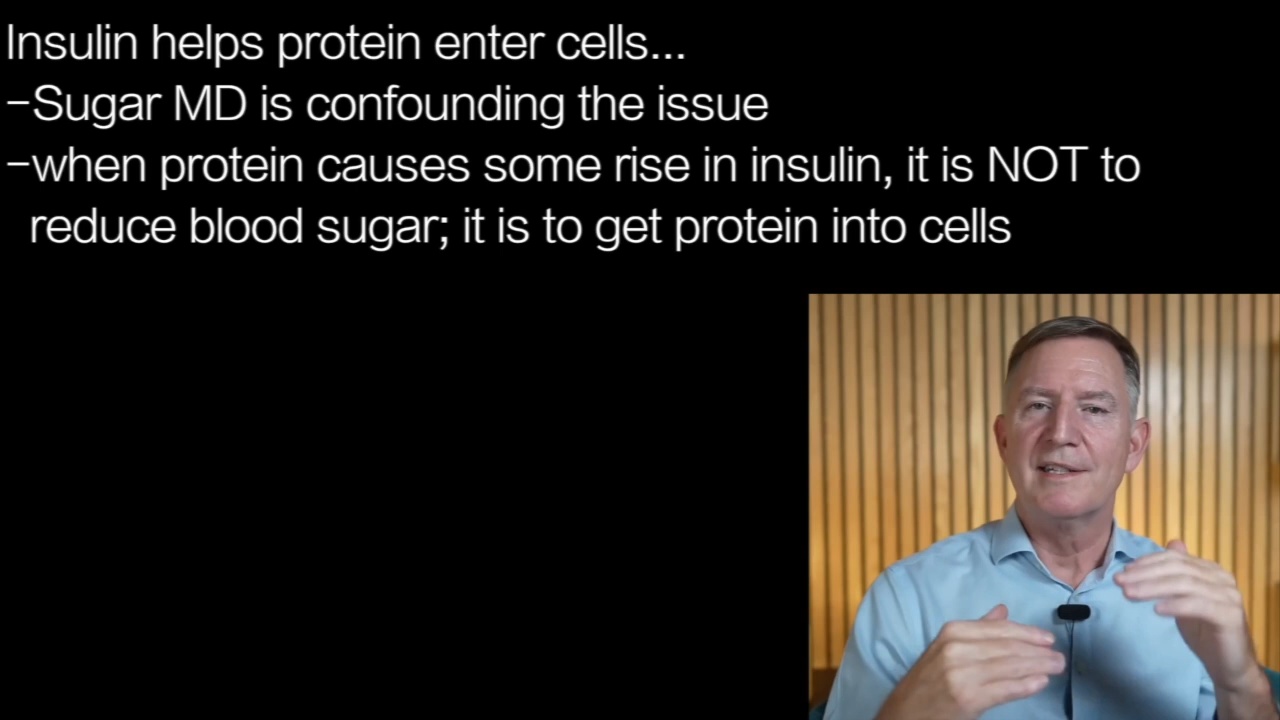 Insulin helps protein enter cells...
–Sugar MD is confounding the issue
–when protein causes some rise in insulin, it is NOT to
reduce blood sugar; it is to get protein into cells